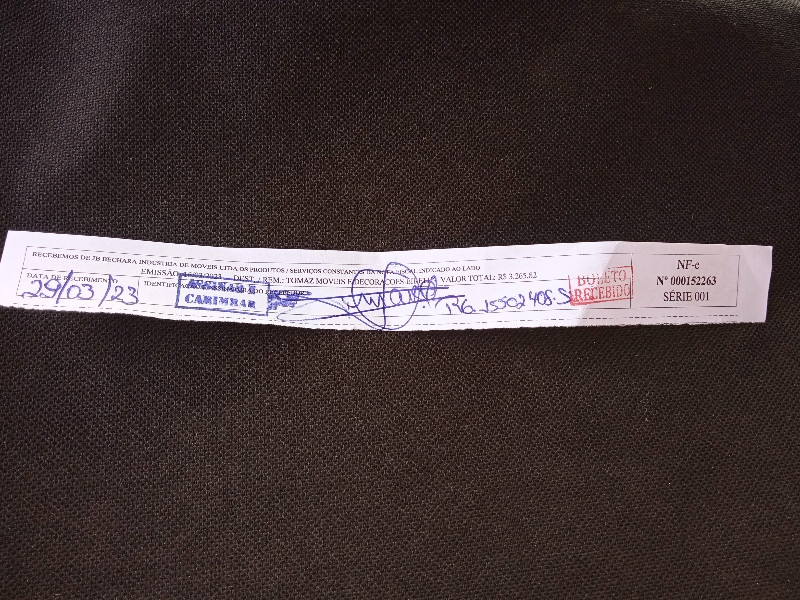 RECEBEMOS DE JB BECHARA INDUSTRIA DE MOVEIS LTDA OS PRODUTOS / SERVIÇOS CONSTANTES DA NOTA FISCAL INDICADO AO LADO
EMISSÃO: DEST. / REM.: TOMAZ MOVEIS E DECORACOES VALOR TOTAL: R$ 3.265,82
DATA DE RECEBIMENTO
29/03/23
ASSINAR E
CARIMBAR
RG. 15502408-5
BOLETO
RECEBIDO
NF-e
Nº 000152263
SÉRIE 001